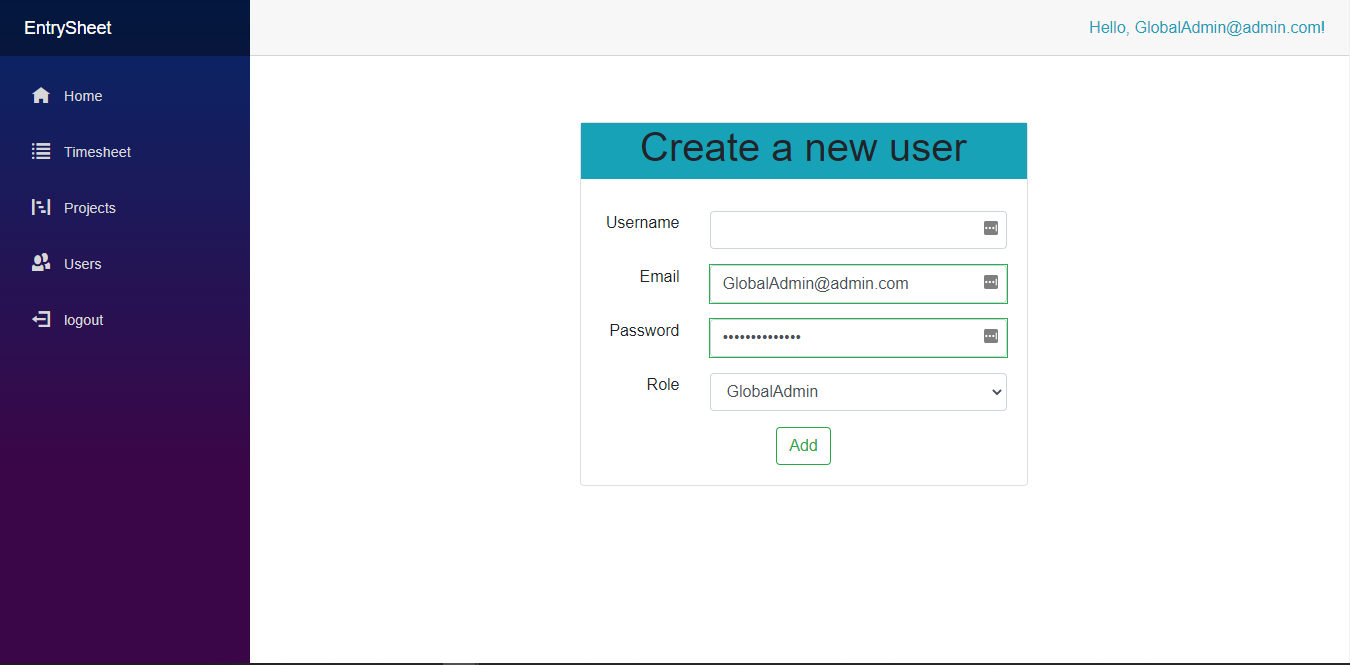 EntrySheet
Hello, GlobalAdmin@admin.com!
Home
Timesheet
Projects
Users
logout
Create a new user
Username
Email
GlobalAdmin@admin.com
Password
••••••••••••••
Role
GlobalAdmin
Add